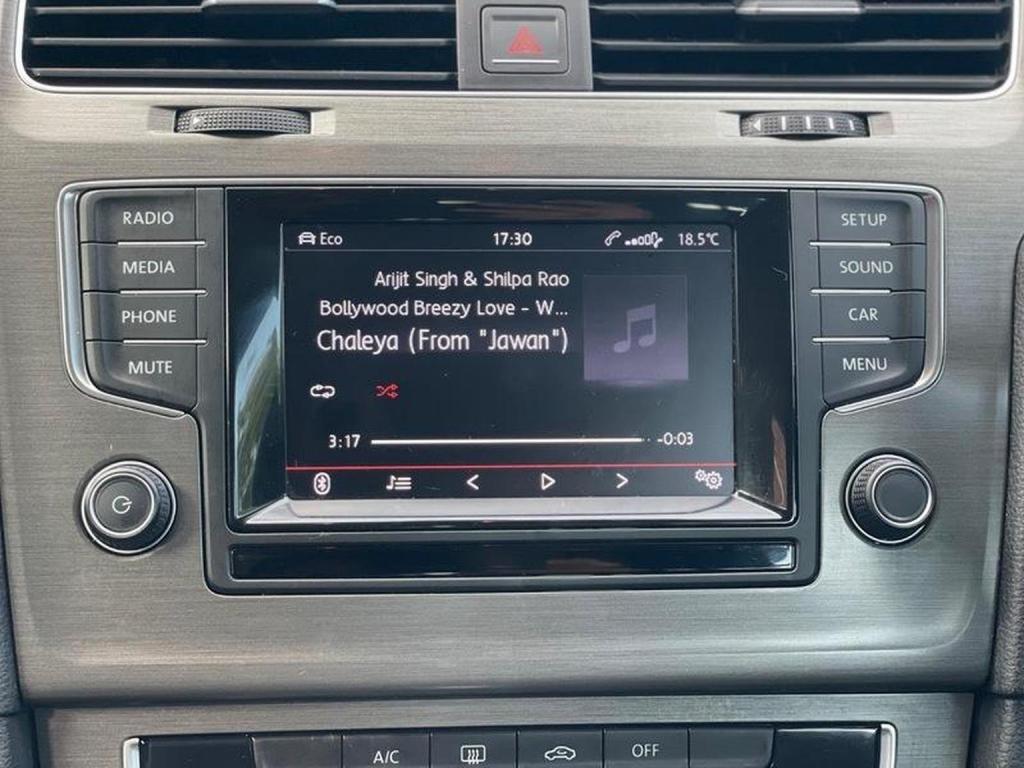 RADIO
MEDIA
PHONE
MUTE
Eco 17:30 18.5°C
Arijit Singh & Shilpa Rao
Bollywood Breezy Love - W...
Chaleya (From "Jawan")
3:17 -0:03
SETUP
SOUND
CAR
MENU
A/C OFF